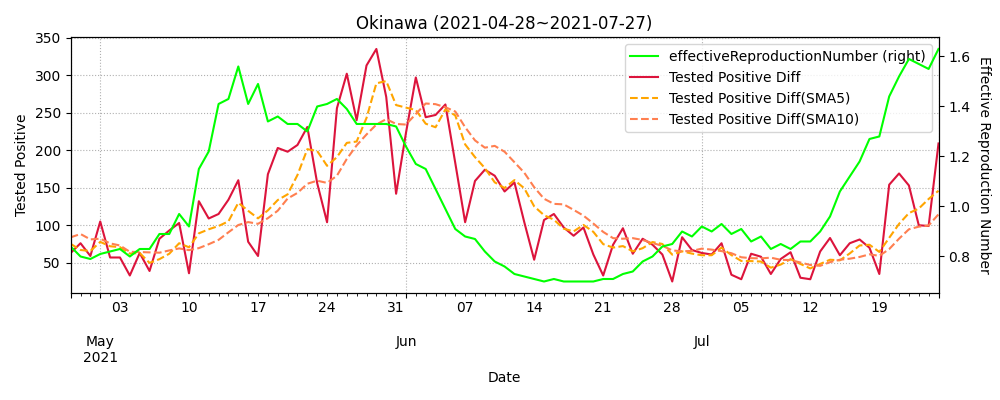 Okinawa (2021-04-28~2021-07-27)
effectiveReproductionNumber (right)
Tested Positive Diff
Tested Positive Diff(SMA5)
Tested Positive Diff(SMA10)
Tested Positive
350
300
250
200
150
100
50
1.6
1.4
1.2
1.0
0.8
Effective Reproduction Number
03 10 17 24 31 07 14 21 28 05 12 19
May Jun Jul
2021
Date